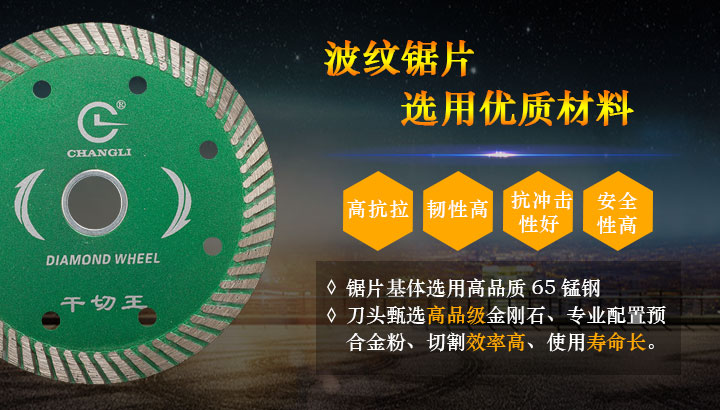 波纹锯片
选用优质材料
®
CHANGLI
DIAMOND WHEEL
干切王
高抗拉
韧性高
抗冲击
性好
安全
性高
◊ 锯片基体选用高品质 65 锰钢
◊ 刀头甄选高品级金刚石、专业配置预
合金粉、切割效率高、使用寿命长。